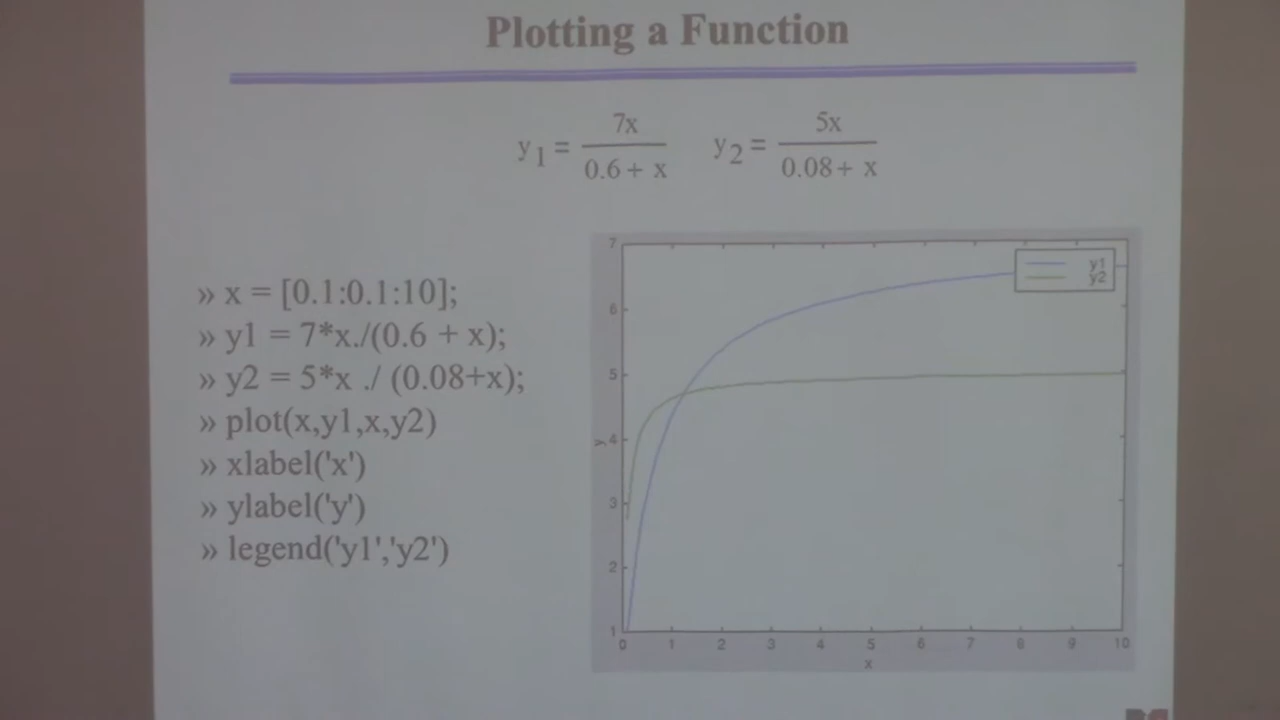 Plotting a Function
y1 = 7x / 0.6 + x    y2 = 5x / 0.08 + x
» x = [0.1:0.1:10];
» y1 = 7*x./(0.6 + x);
» y2 = 5*x ./ (0.08+x);
» plot(x,y1,x,y2)
» xlabel('x')
» ylabel('y')
» legend('y1','y2')
7
6
5
4
3
2
1
y
y1
y2
0 1 2 3 4 5 6 7 8 9 10
x